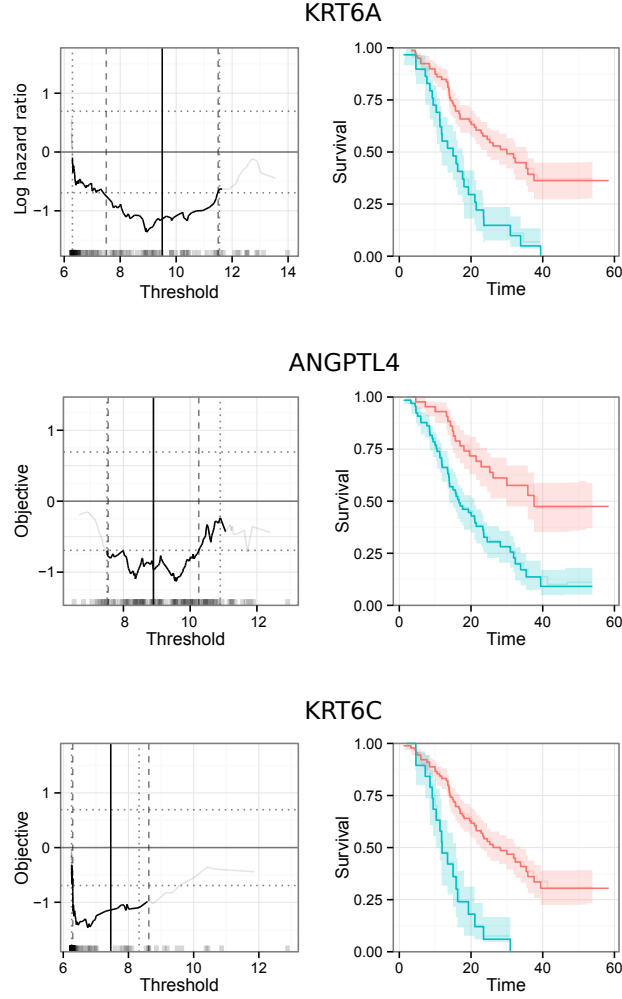 KRT6A
Log hazard ratio
1
0
−1
6 8 10 12 14
Threshold
Survival
1.00
0.75
0.50
0.25
0.00
0 20 40 60
Time
ANGPTL4
Objective
1
0
−1
8 10 12
Threshold
Survival
1.00
0.75
0.50
0.25
0.00
0 20 40 60
Time
KRT6C
Objective
1
0
−1
6 8 10 12
Threshold
Survival
1.00
0.75
0.50
0.25
0.00
0 20 40 60
Time